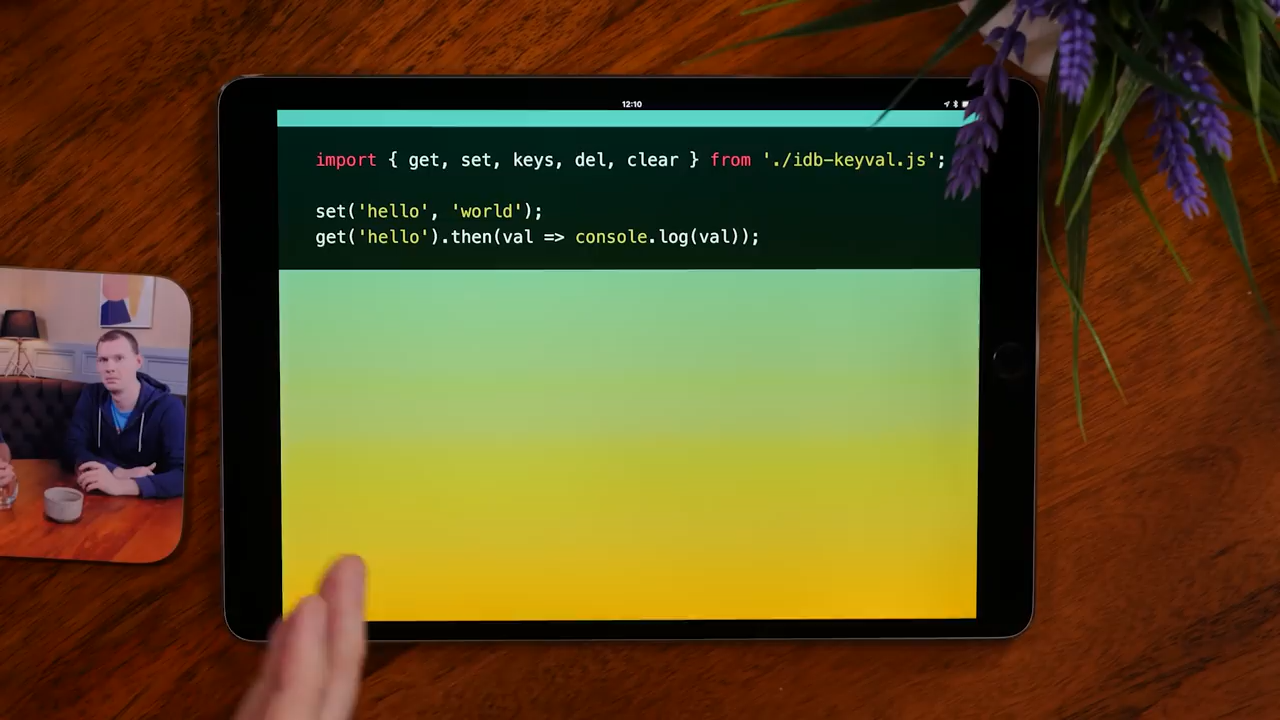 12:10
import { get, set, keys, del, clear } from './idb-keyval.js';
set('hello', 'world');
get('hello').then(val => console.log(val));